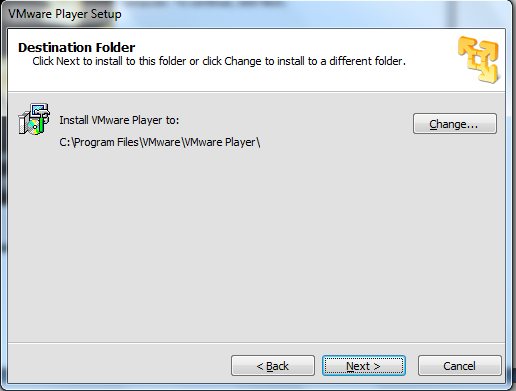 VMware Player Setup
Destination Folder
Click Next to install to this folder or click Change to install to a different folder.
Install VMware Player to:
Change...
C:\Program Files\VMware\VMware Player\
< Back
Next >
Cancel